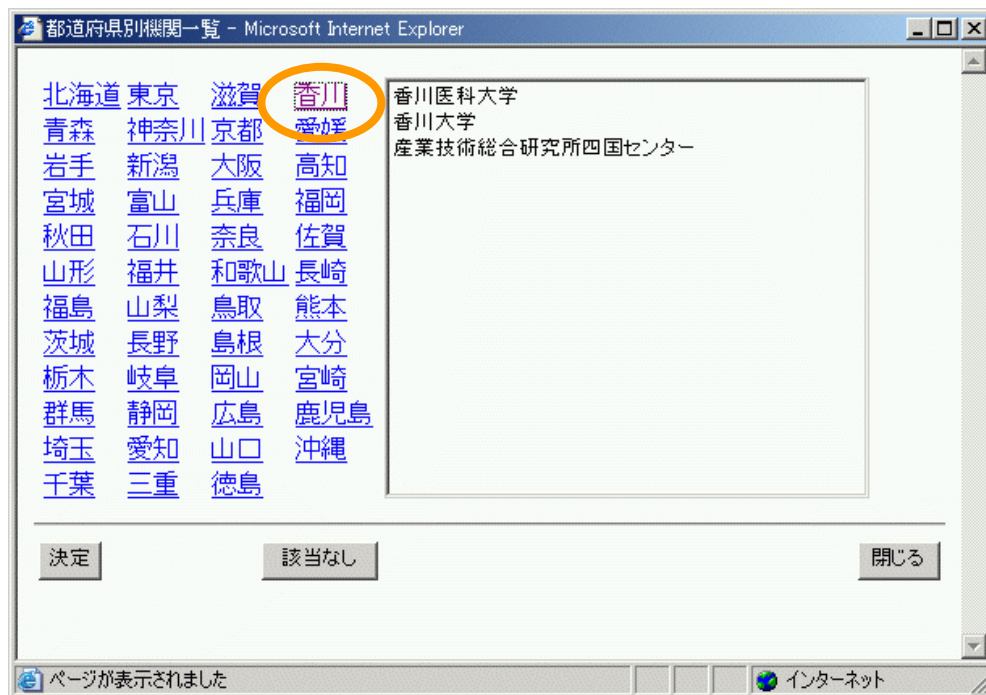 都道府県別機関一覧 - Microsoft Internet Explorer
北海道 東京 滋賀 香川
青森 神奈川 京都 愛媛
岩手 新潟 大阪 高知
宮城 富山 兵庫 福岡
秋田 石川 奈良 佐賀
山形 福井 和歌山 長崎
福島 山梨 鳥取 熊本
茨城 長野 島根 大分
栃木 岐阜 岡山 宮崎
群馬 静岡 広島 鹿児島
埼玉 愛知 山口 沖縄
千葉 三重 徳島
香川医科大学
香川大学
産業技術総合研究所四国センター
決定 該当なし 閉じる
ページが表示されました インターネット